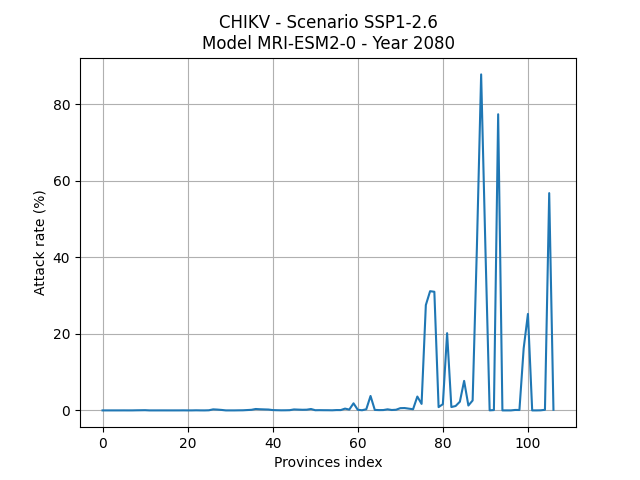 CHIKV - Scenario SSP1-2.6
Model MRI-ESM2-0 - Year 2080
Attack rate (%)
80
60
40
20
0
0 20 40 60 80 100
Provinces index